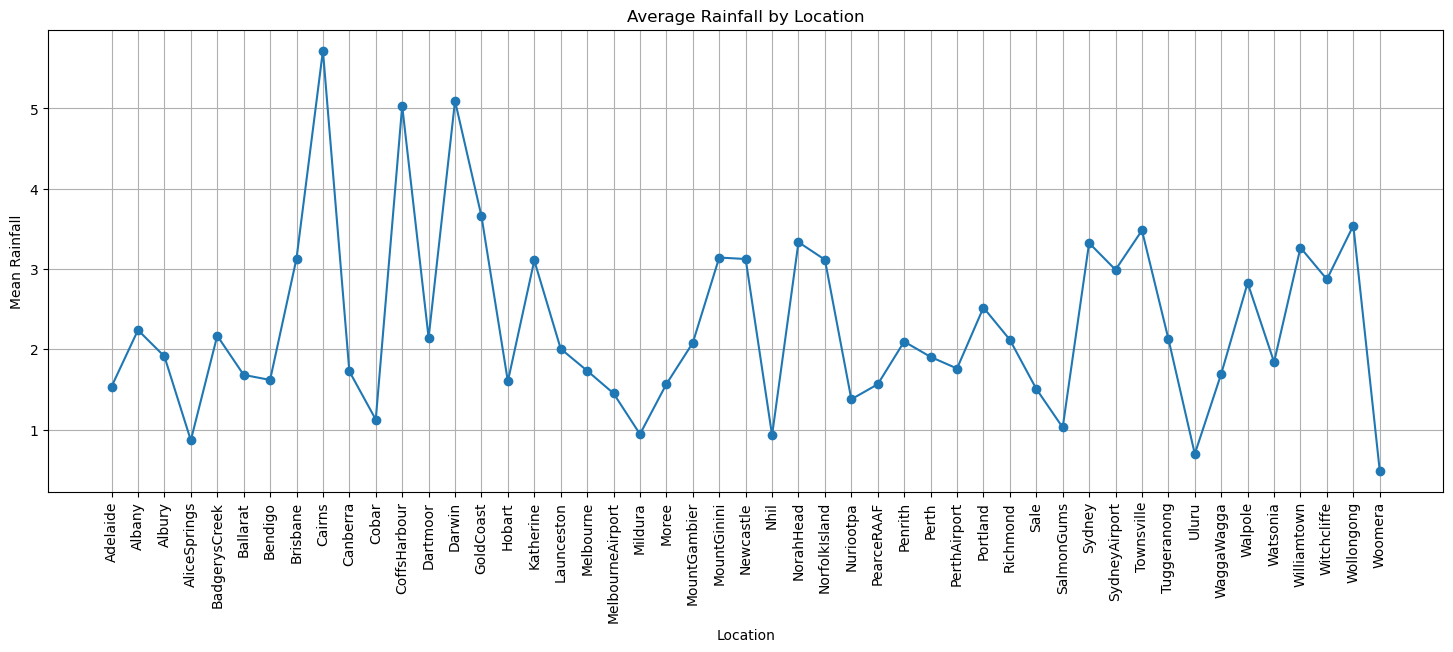 Average Rainfall by Location
Mean Rainfall
5
4
3
2
1
Adelaide
Albany
Albury
AliceSprings
BadgerysCreek
Ballarat
Bendigo
Brisbane
Cairns
Canberra
Cobar
CoffsHarbour
Dartmoor
Darwin
GoldCoast
Hobart
Katherine
Launceston
Melbourne
MelbourneAirport
Mildura
Moree
MountGambier
MountGinini
Newcastle
Nhil
NorahHead
NorfolkIsland
Nuriootpa
PearceRAAF
Penrith
Perth
PerthAirport
Portland
Richmond
Sale
SalmonGums
Sydney
SydneyAirport
Townsville
Tuggeranong
Uluru
WaggaWagga
Walpole
Watsonia
Williamtown
Witchcliffe
Wollongong
Woomera
Location